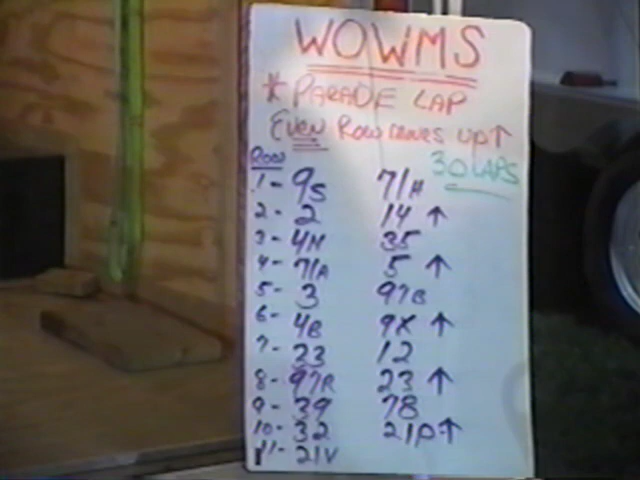 WOWMS
* PARADE LAP
EVEN ROW MOVES UP↑
30 LAPS
ROW
1- 9S 71H
2- 2 14 ↑
3- 4H 35
4- 71A 5 ↑
5- 3 97B
6- 4B 9X ↑
7- 33 12
8- 97R 23 ↑
9- 39 78
10- 32 21P↑
11- 21V